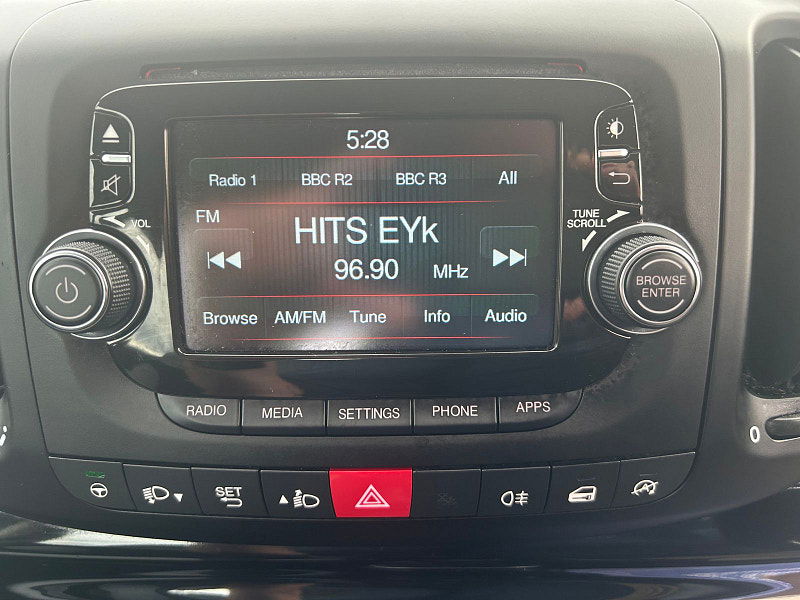 5:28
Radio 1 BBC R2 BBC R3 All
VOL
FM
TUNE
SCROLL
HITS EYk
96.90 MHz
BROWSE
ENTER
Browse AM/FM Tune Info Audio
RADIO MEDIA SETTINGS PHONE APPS
0
SET